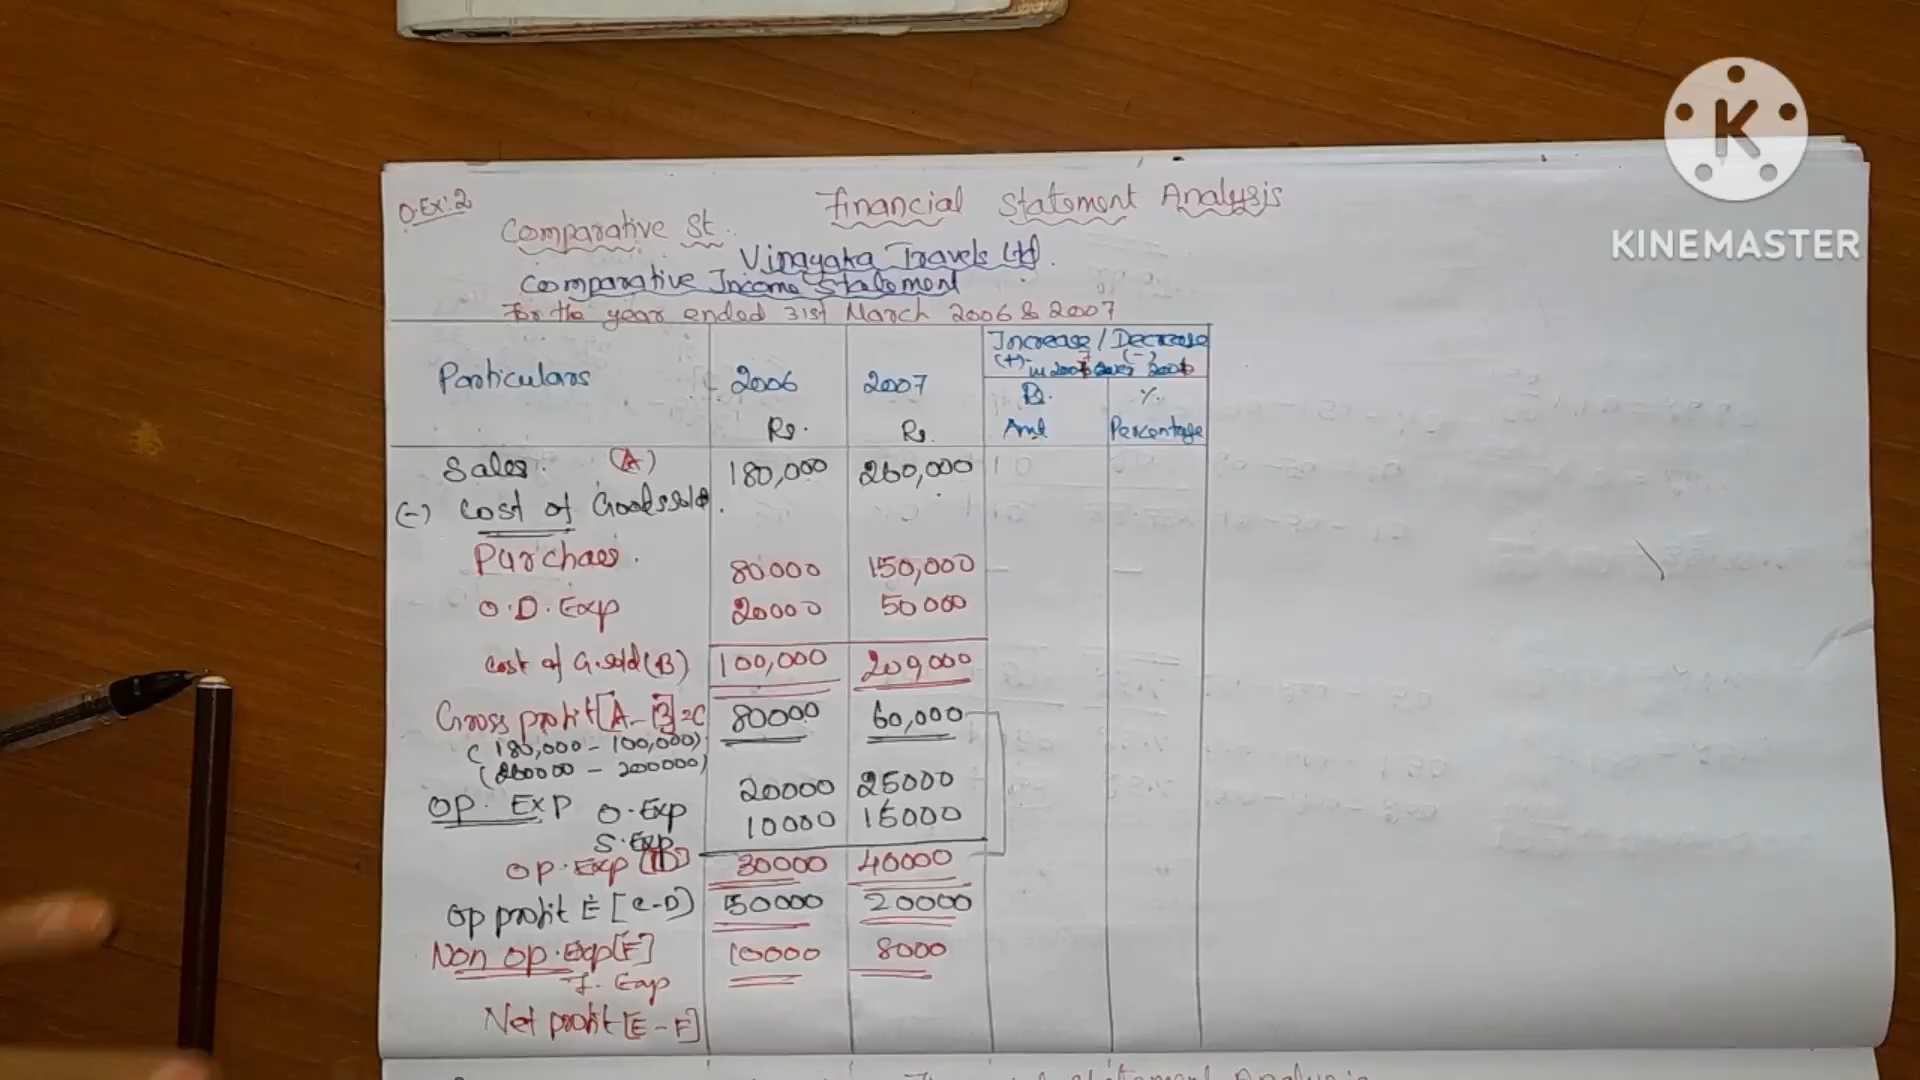 O.Ex:2
Financial Statement Analysis
Comparative St.
Vinayaka Travels Ltd.
Comparative Income Statement
For the year ended 31st March 2006 & 2007
Particulars 2006 Rs. 2007 Rs. Increase / Decrease
(+) (-)
Rs. Amt % Percentage
Sales. (A) 180,000 260,000
(-) Cost of Goods sold.
Purchaes. 80000 150,000
O.D. Exp 20000 50000
Cost of G.sold (B) 100,000 200,000
Gross profit [A-B]=C 80000 60,000
(180,000 - 100,000)
(260000 - 200000)
Op. Exp O.Exp 20000 25000
S.Exp 10000 15000
Op. Exp [D] 30000 40000
Op profit E [C-D) 50000 20000
Non Op. Exp [F] 10000 8000
Net profit [E-F]
K
KINEMASTER